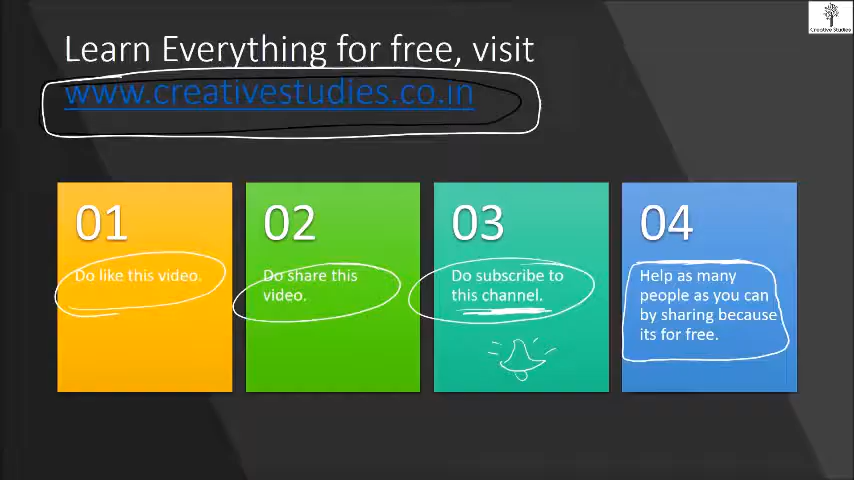 Creative Studies
Learn Everything for free, visit
www.creativestudies.co.in
01
Do like this video.
02
Do share this
video.
03
Do subscribe to
this channel.
04
Help as many
people as you can
by sharing because
its for free.